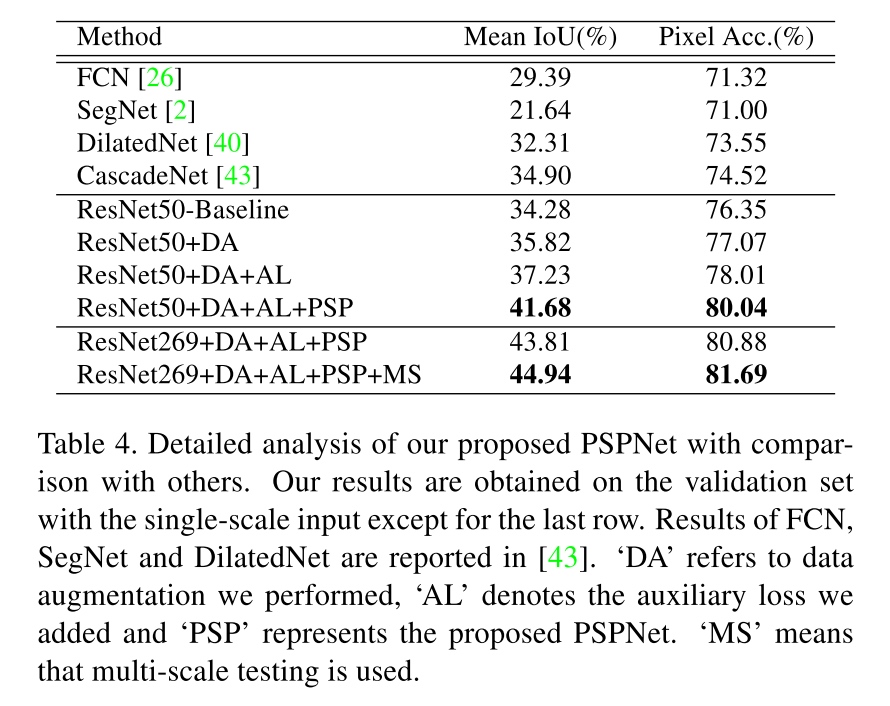 Method Mean IoU(%) Pixel Acc.(%)
FCN [26] 29.39 71.32
SegNet [2] 21.64 71.00
DilatedNet [40] 32.31 73.55
CascadeNet [43] 34.90 74.52
ResNet50-Baseline 34.28 76.35
ResNet50+DA 35.82 77.07
ResNet50+DA+AL 37.23 78.01
ResNet50+DA+AL+PSP 41.68 80.04
ResNet269+DA+AL+PSP 43.81 80.88
ResNet269+DA+AL+PSP+MS 44.94 81.69
Table 4. Detailed analysis of our proposed PSPNet with compar-
ison with others. Our results are obtained on the validation set
with the single-scale input except for the last row. Results of FCN,
SegNet and DilatedNet are reported in [43]. ‘DA’ refers to data
augmentation we performed, ‘AL’ denotes the auxiliary loss we
added and ‘PSP’ represents the proposed PSPNet. ‘MS’ means
that multi-scale testing is used.